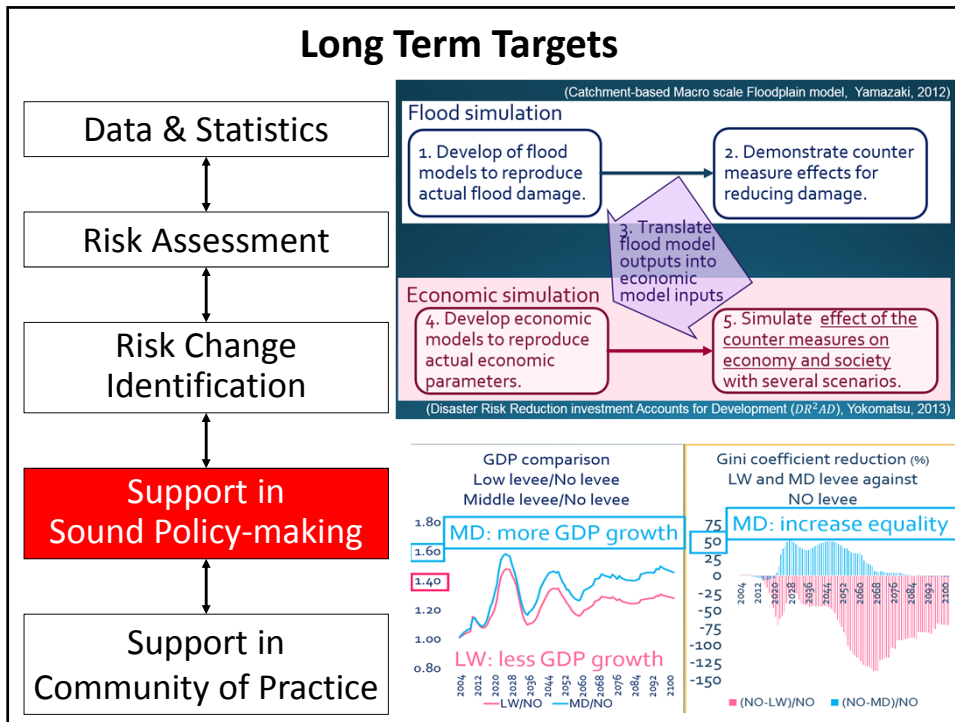 Long Term Targets
Data & Statistics
Risk Assessment
Risk Change
Identification
Support in
Sound Policy-making
Support in
Community of Practice
(Catchment-based Macro scale Floodplain model, Yamazaki, 2012)
Flood simulation
1. Develop of flood
models to reproduce
actual flood damage.
2. Demonstrate counter
measure effects for
reducing damage.
3. Translate
flood model
outputs into
economic
model inputs
Economic simulation
4. Develop economic
models to reproduce
actual economic
parameters.
5. Simulate effect of the
counter measures on
economy and society
with several scenarios.
(Disaster Risk Reduction investment Accounts for Development (DR²AD), Yokomatsu, 2013)
GDP comparison
Low levee/No levee
Middle levee/No levee
1.80
MD: more GDP growth
1.60
1.40
1.20
1.00
0.80
LW: less GDP growth
2004
2012
2020
2028
2036
2044
2052
2060
2068
2076
2084
2092
2100
LW/NO MD/NO
Gini coefficient reduction (%)
LW and MD levee against
NO levee
75
MD: increase equality
50
25
0
-25
-50
-75
-100
-125
-150
2004
2012
2020
2028
2036
2044
2052
2060
2068
2076
2084
2092
2100
(NO-LW)/NO (NO-MD)/NO